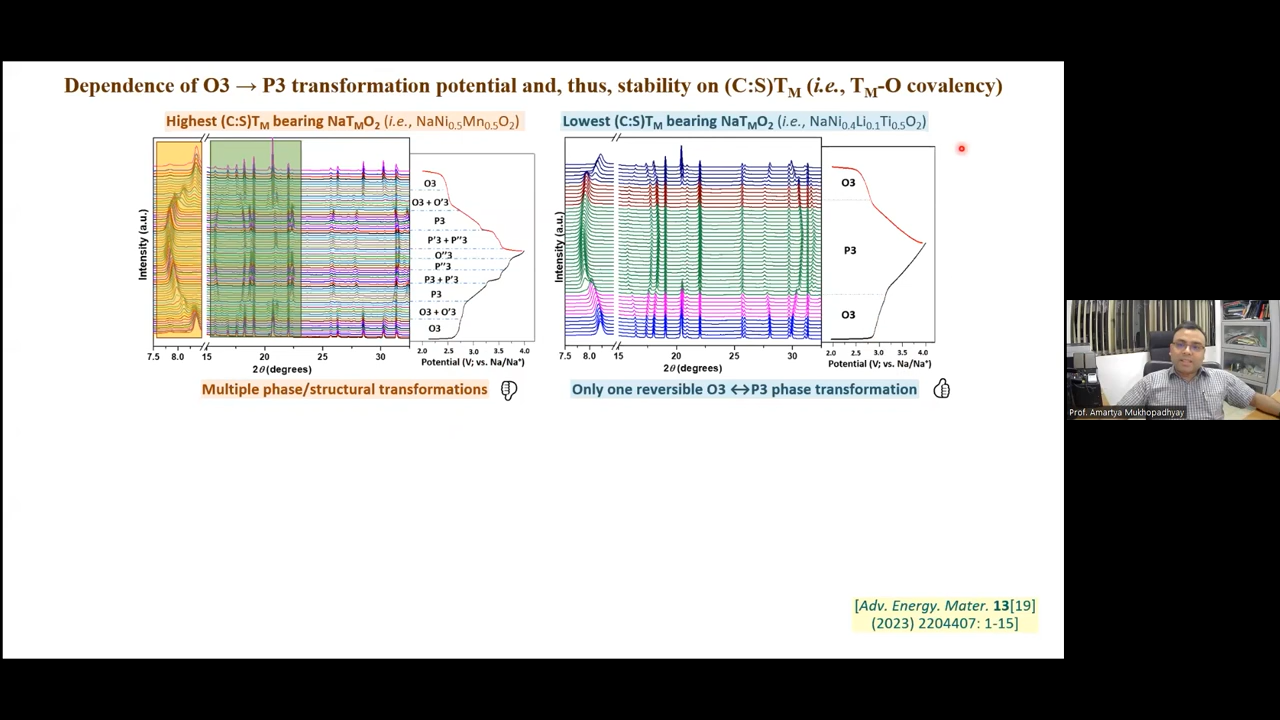 Dependence of O3 → P3 transformation potential and, thus, stability on (C:S)TM (i.e., TM-O covalency)
Highest (C:S)TM bearing NaTMO2 (i.e., NaNi0.5Mn0.5O2)
Intensity (a.u.)
7.5 8.0 15 20 25 30
2θ (degrees)
O3
O3 + O'3
P3
P'3 + P''3
O''3
P''3
P3 + P'3
P3
O3 + O'3
O3
2.0 2.5 3.0 3.5 4.0
Potential (V; vs. Na/Na+)
Multiple phase/structural transformations
Lowest (C:S)TM bearing NaTMO2 (i.e., NaNi0.4Li0.1Ti0.5O2)
Intensity (a.u.)
7.5 8.0 15 20 25 30
2θ (degrees)
O3
P3
O3
2.0 2.5 3.0 3.5 4.0
Potential (V; vs. Na/Na+)
Only one reversible O3 ↔P3 phase transformation
[Adv. Energy. Mater. 13[19]
(2023) 2204407: 1-15]
Prof. Amartya Mukhopadhyay